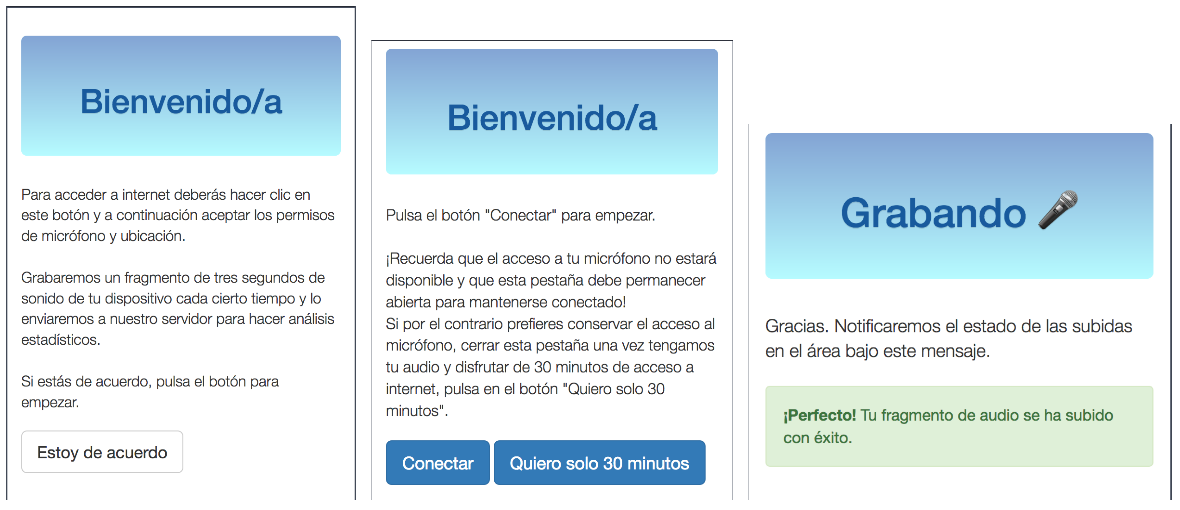 Bienvenido/a
Para acceder a internet deberás hacer clic en
este botón y a continuación aceptar los permisos
de micrófono y ubicación.
Grabaremos un fragmento de tres segundos de
sonido de tu dispositivo cada cierto tiempo y lo
enviaremos a nuestro servidor para hacer análisis
estadísticos.
Si estás de acuerdo, pulsa el botón para
empezar.
Estoy de acuerdo
Bienvenido/a
Pulsa el botón "Conectar" para empezar.
¡Recuerda que el acceso a tu micrófono no estará
disponible y que esta pestaña debe permanecer
abierta para mantenerse conectado!
Si por el contrario prefieres conservar el acceso al
micrófono, cerrar esta pestaña una vez tengamos
tu audio y disfrutar de 30 minutos de acceso a
internet, pulsa en el botón "Quiero solo 30
minutos".
Conectar
Quiero solo 30 minutos
Grabando
Gracias. Notificaremos el estado de las subidas
en el área bajo este mensaje.
¡Perfecto! Tu fragmento de audio se ha subido
con éxito.